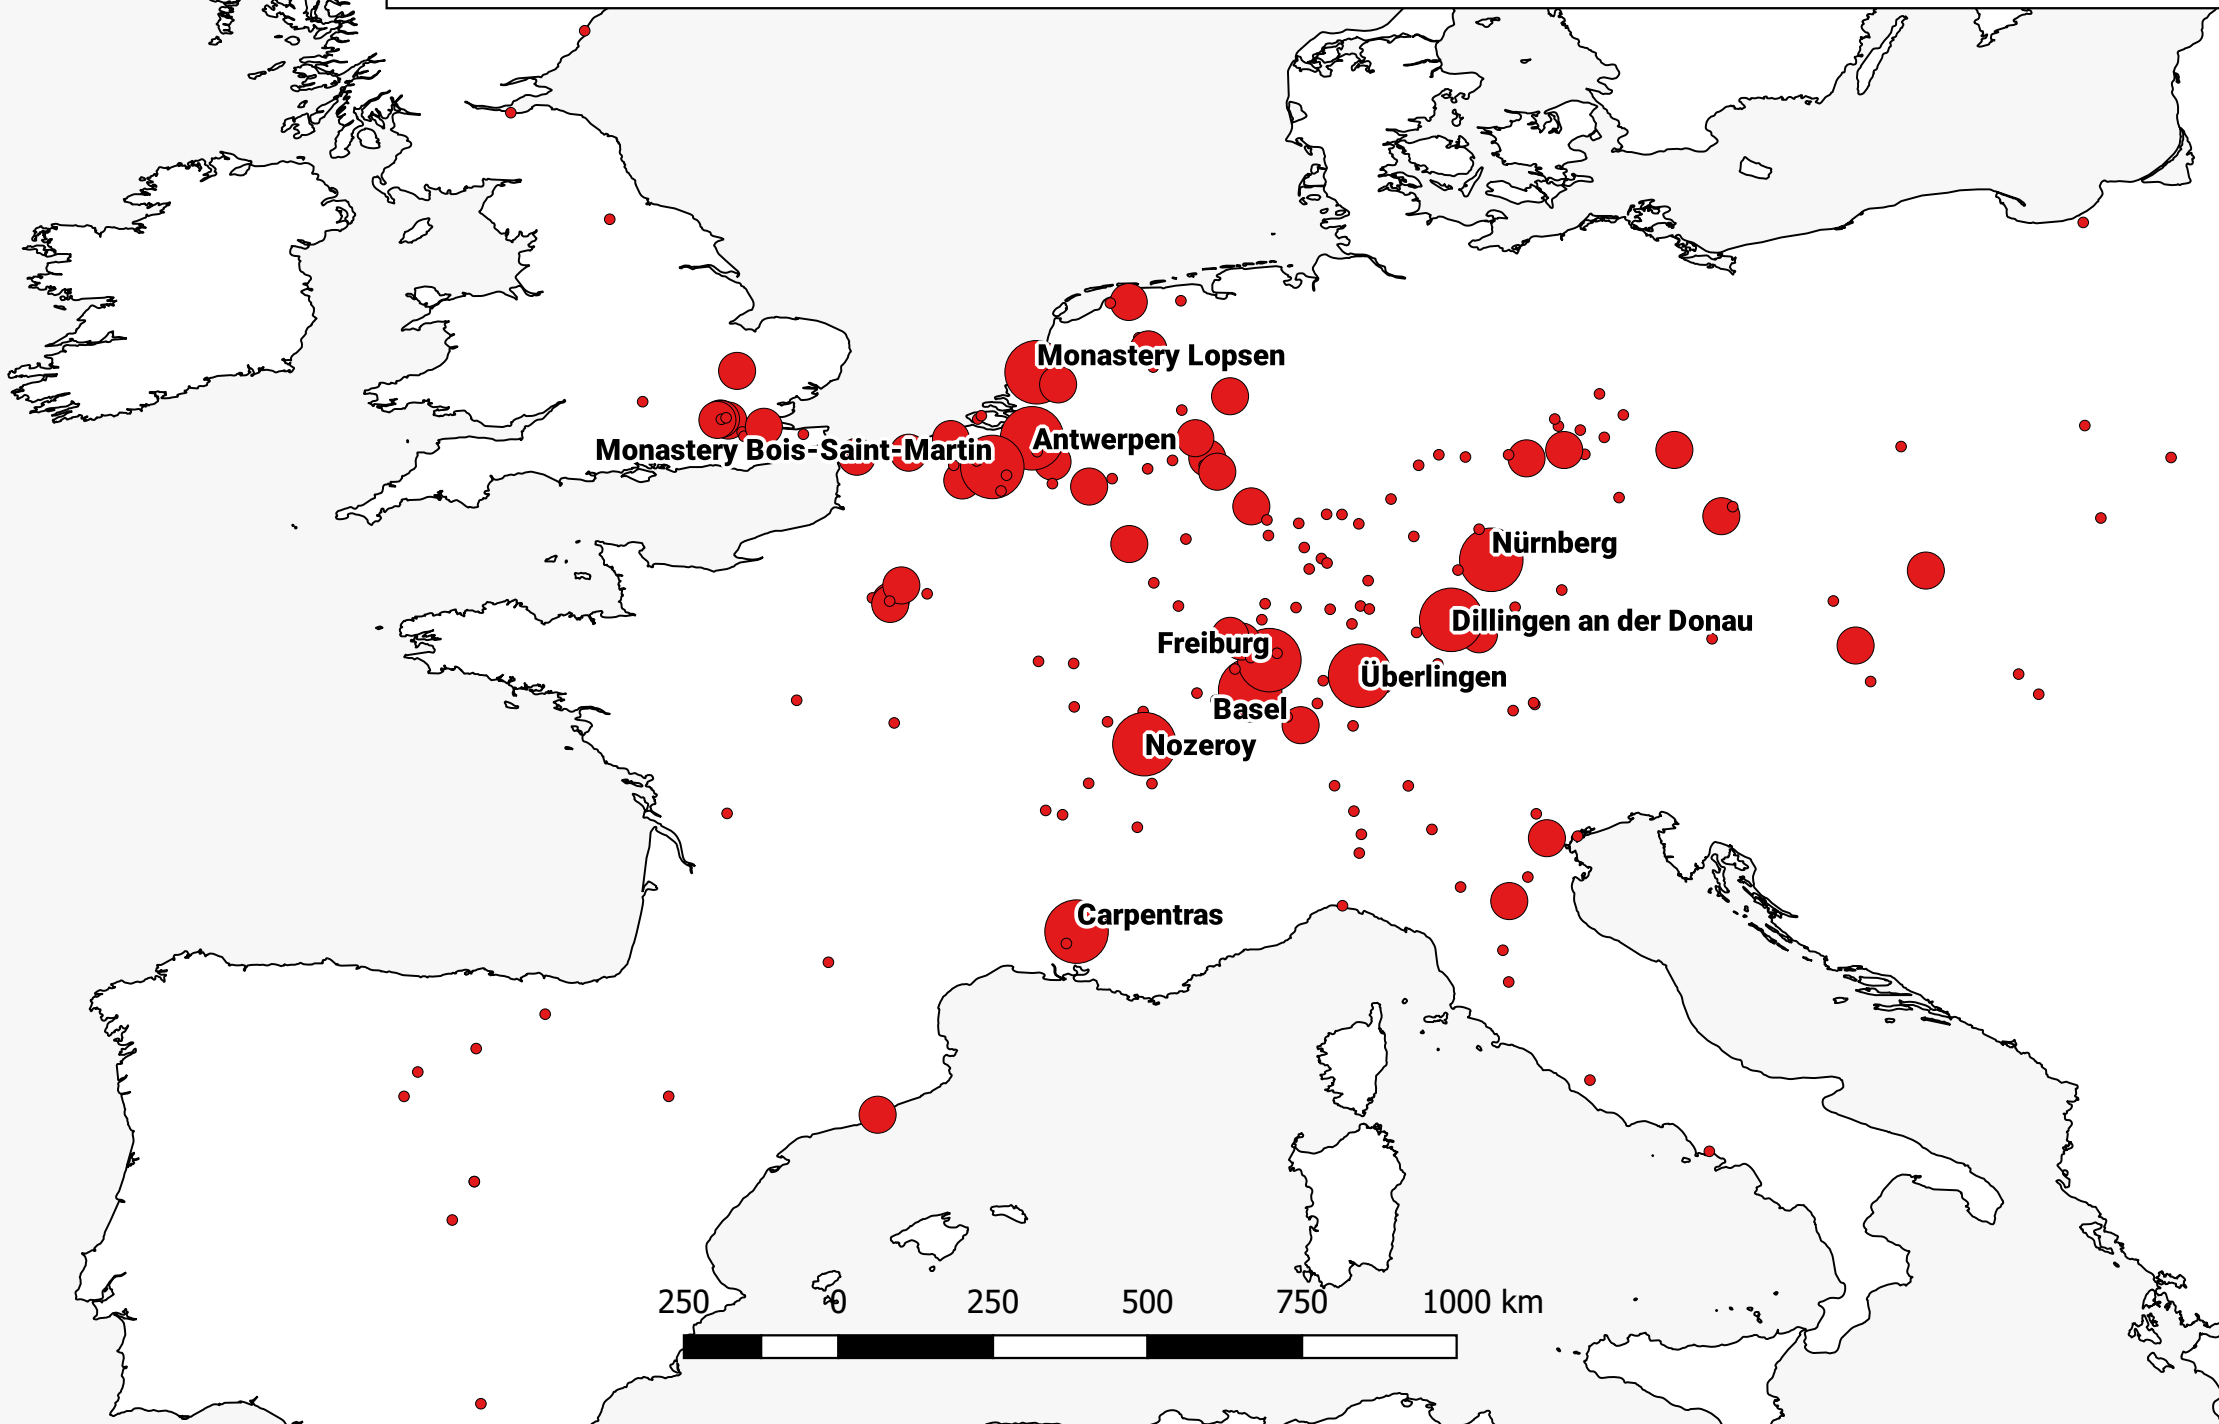 Monastery Lopsen
Antwerpen
Monastery Bois-Saint-Martin
Nürnberg
Dillingen an der Donau
Freiburg
Überlingen
Basel
Nozeroy
Carpentras
250 0 250 500 750 1000 km